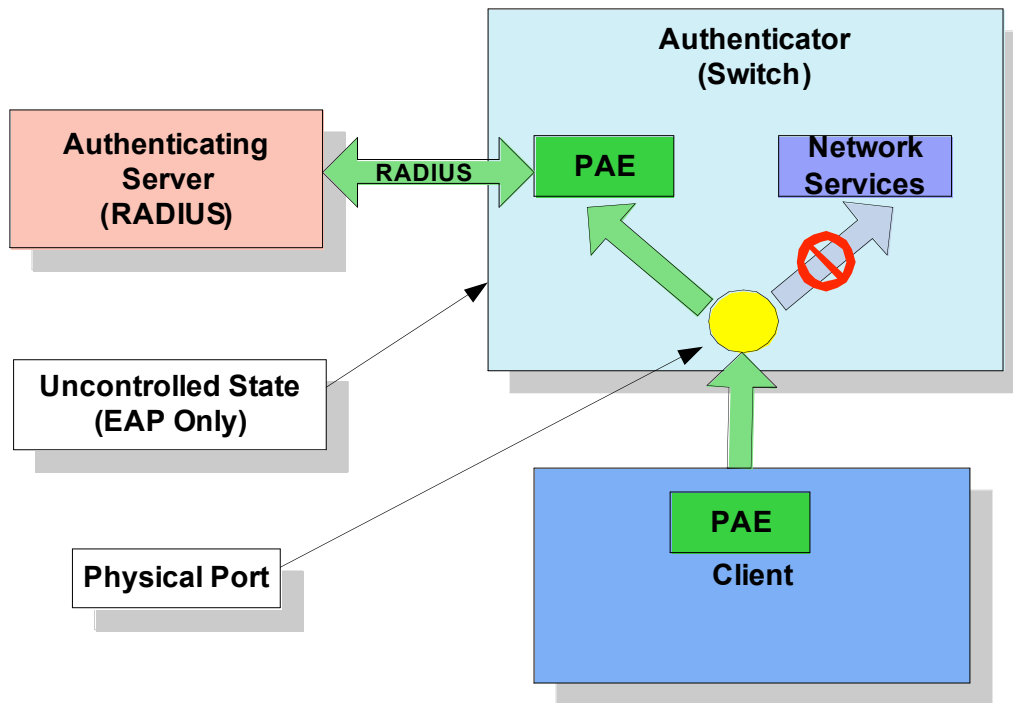 Authenticator
(Switch)
Authenticating
Server
(RADIUS)
RADIUS
PAE
Network
Services
Uncontrolled State
(EAP Only)
Physical Port
PAE
Client